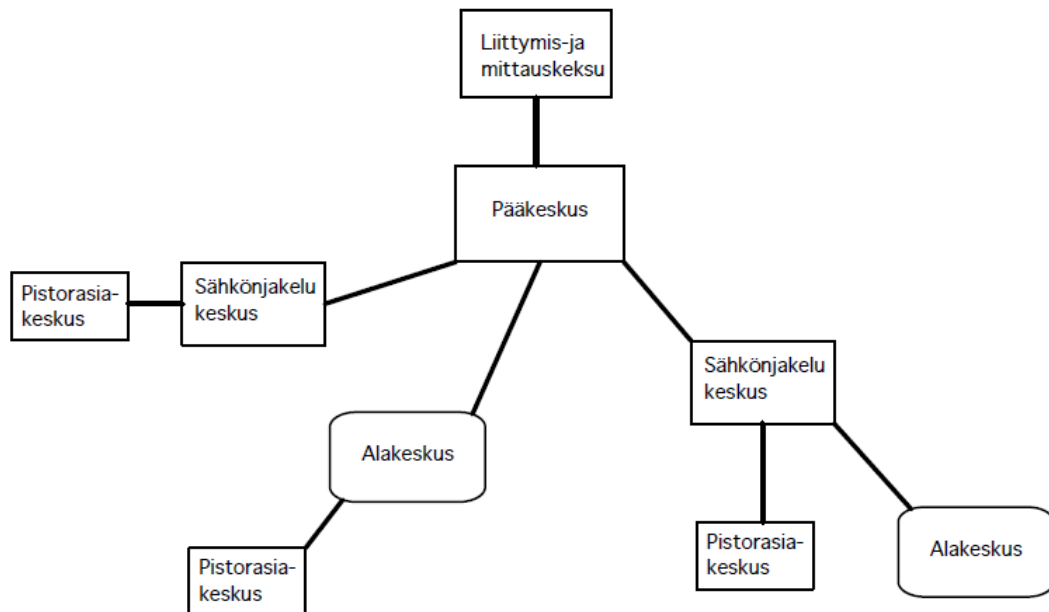 Liittymis-ja
mittauskeksu
Pääkeskus
Pistorasia-
keskus
Sähkönjakelu
keskus
Sähkönjakelu
keskus
Alakeskus
Pistorasia-
keskus
Pistorasia-
keskus
Alakeskus